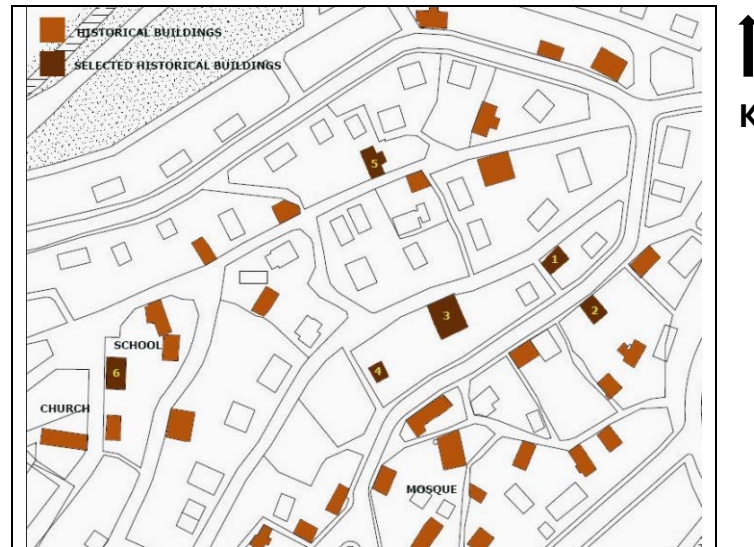 HISTORICAL BUILDINGS
SELECTED HISTORICAL BUILDINGS
K
5
1
2
3
4
SCHOOL
6
CHURCH
MOSQUE